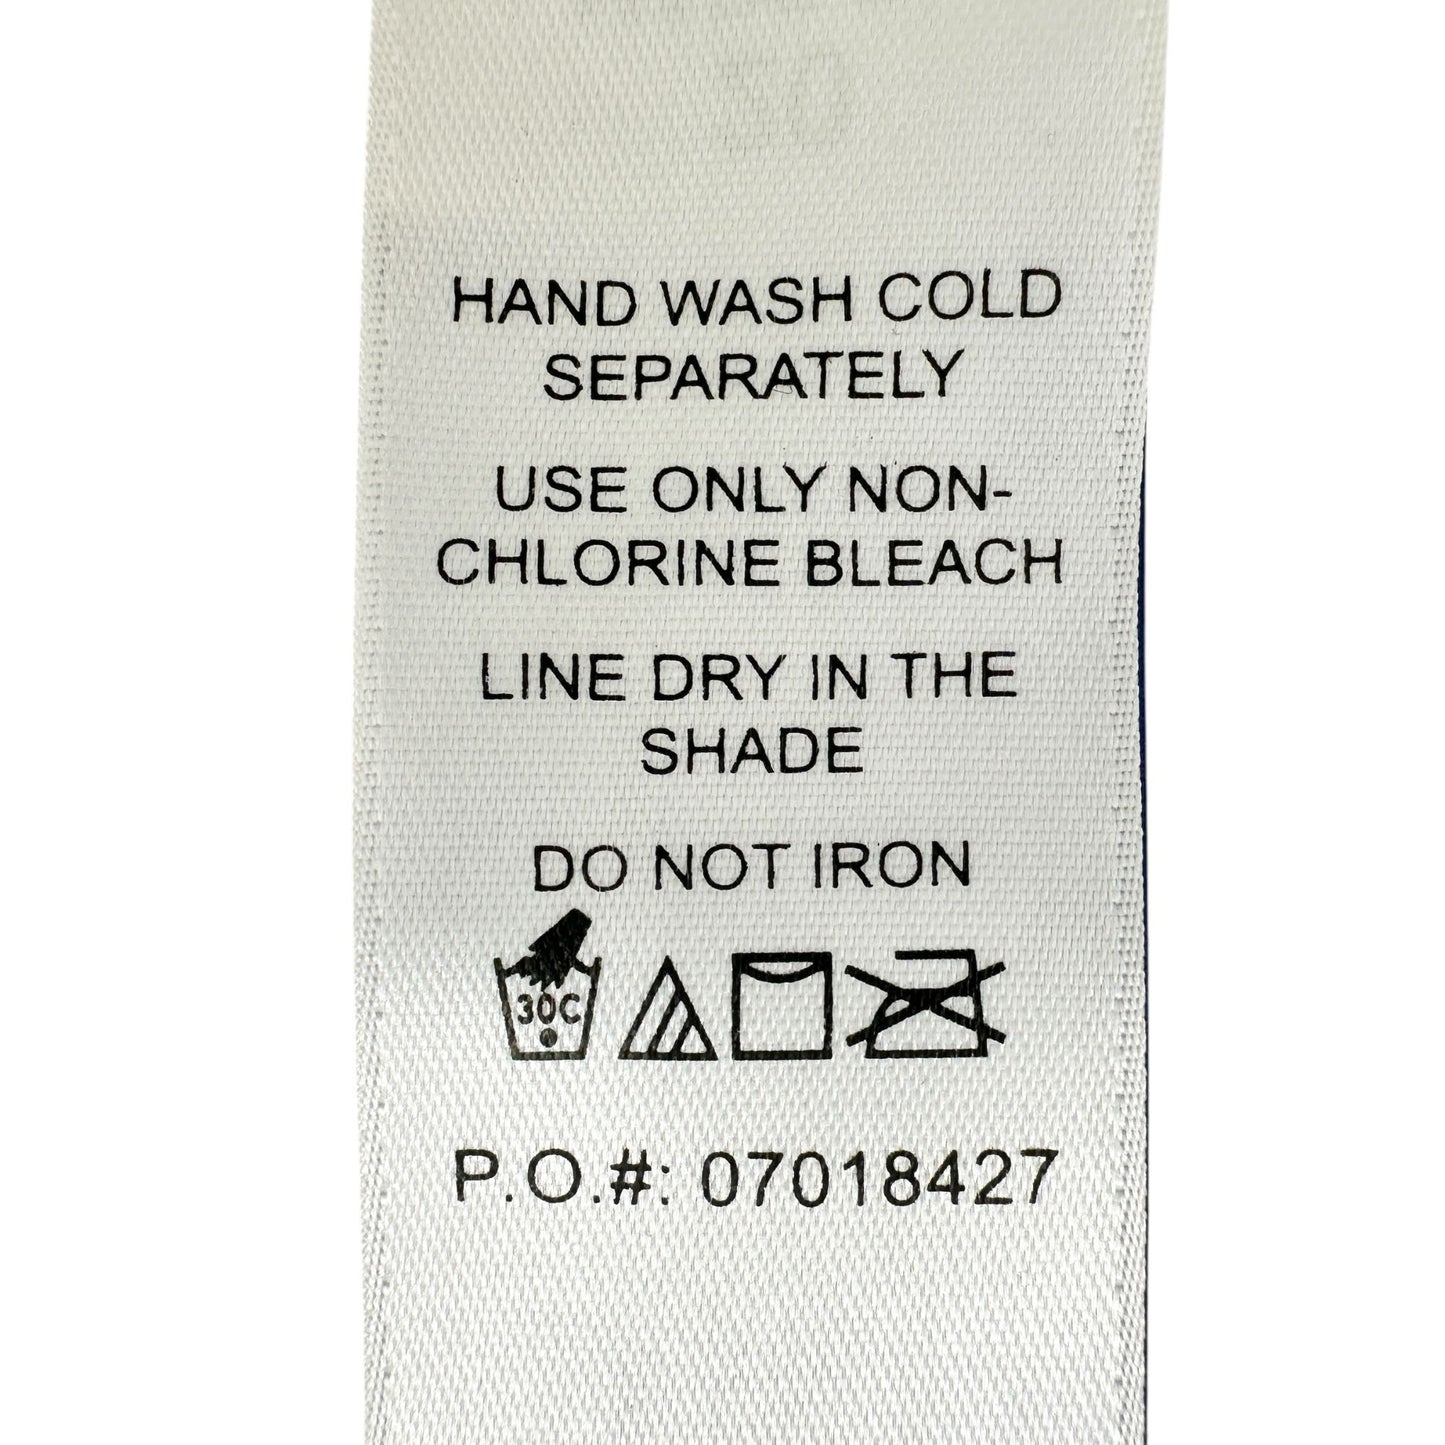 HAND WASH COLD
SEPARATELY
USE ONLY NON-
CHLORINE BLEACH
LINE DRY IN THE
SHADE
DO NOT IRON
30C
P.O.#: 07018427